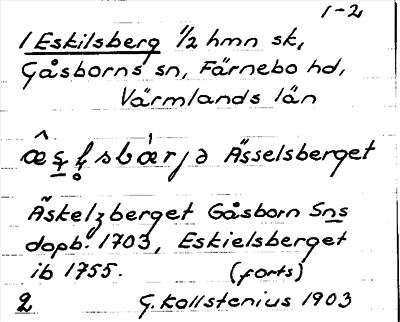 1-2
1 Eskilsberg 1/2 hmn sk,
Gåsborns sn, Färnebo hd,
Värmlands län
Ässelsberget
Äskelzberget Gåsborn Sns
dopb. 1703, Eskielsberget
ib 1755. (forts)
2 G. Kallstenius 1903